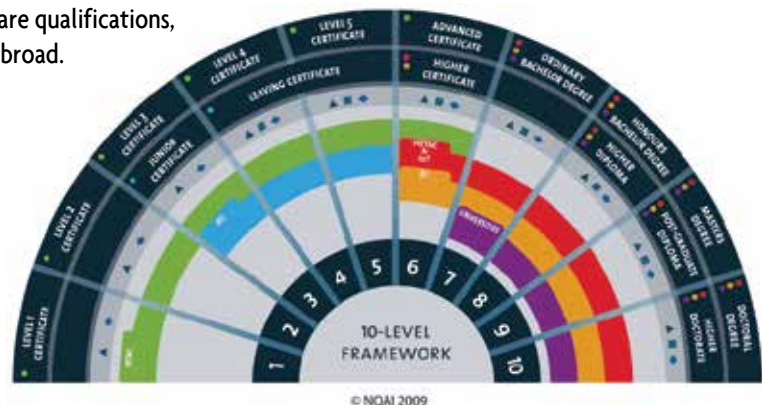 are qualifications,
broad.
LEVEL 1
CERTIFICATE
LEVEL 2
CERTIFICATE
LEVEL 3
CERTIFICATE
JUNIOR
CERTIFICATE
LEVEL 4
CERTIFICATE
LEVEL 5
CERTIFICATE
LEAVING CERTIFICATE
ADVANCED
CERTIFICATE
HIGHER
CERTIFICATE
ORDINARY
BACHELOR DEGREE
HONOURS
BACHELOR DEGREE
HIGHER
DIPLOMA
MASTERS
DEGREE
POST-GRADUATE
DIPLOMA
DOCTORAL
DEGREE
HIGHER
DOCTORATE
UNIVERSITIES
1
2
3
4
5
6
7
8
9
10
10-LEVEL
FRAMEWORK
© NQAI 2009